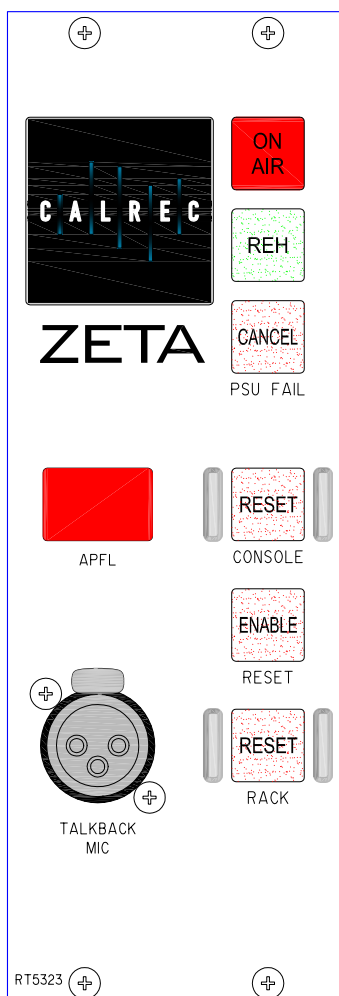 ON
AIR
CALREC
REH
ZETA
CANCEL
PSU FAIL
RESET
APFL
CONSOLE
ENABLE
RESET
RESET
RACK
TALKBACK
MIC
RT5323